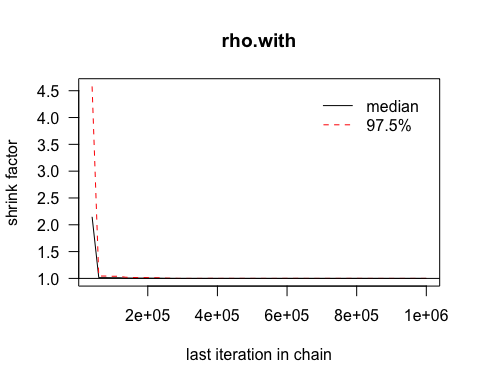 rho.with
shrink factor
4.5
4.0
3.5
3.0
2.5
2.0
1.5
1.0
median
97.5%
2e+05 4e+05 6e+05 8e+05 1e+06
last iteration in chain